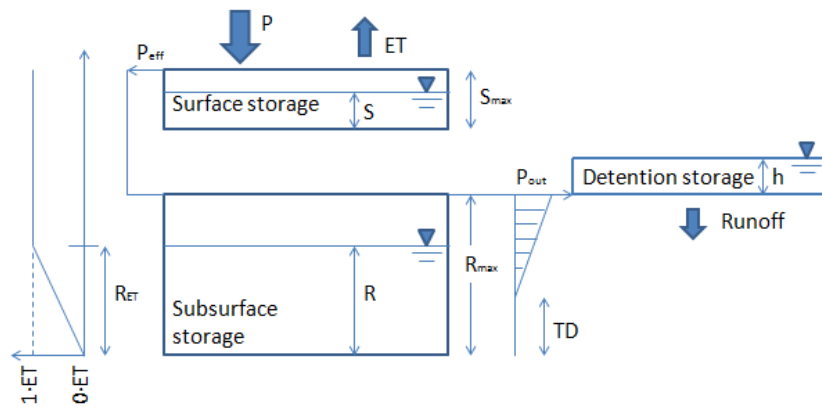 P
ET
Peff
Surface storage
S
Smax
Pout
Detention storage
h
Runoff
RET
Subsurface
storage
R
Rmax
TD
1·ET
0·ET